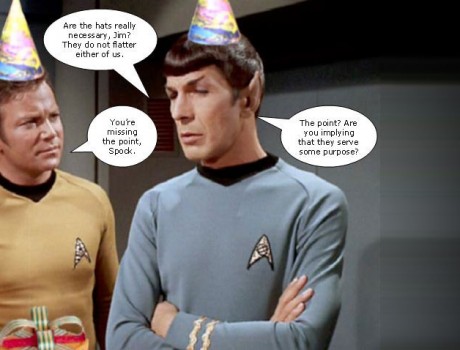 Are the hats really
necessary, Jim?
They do not flatter
either of us.
You're
missing
the point,
Spock.
The point? Are
you implying
that they serve
some purpose?